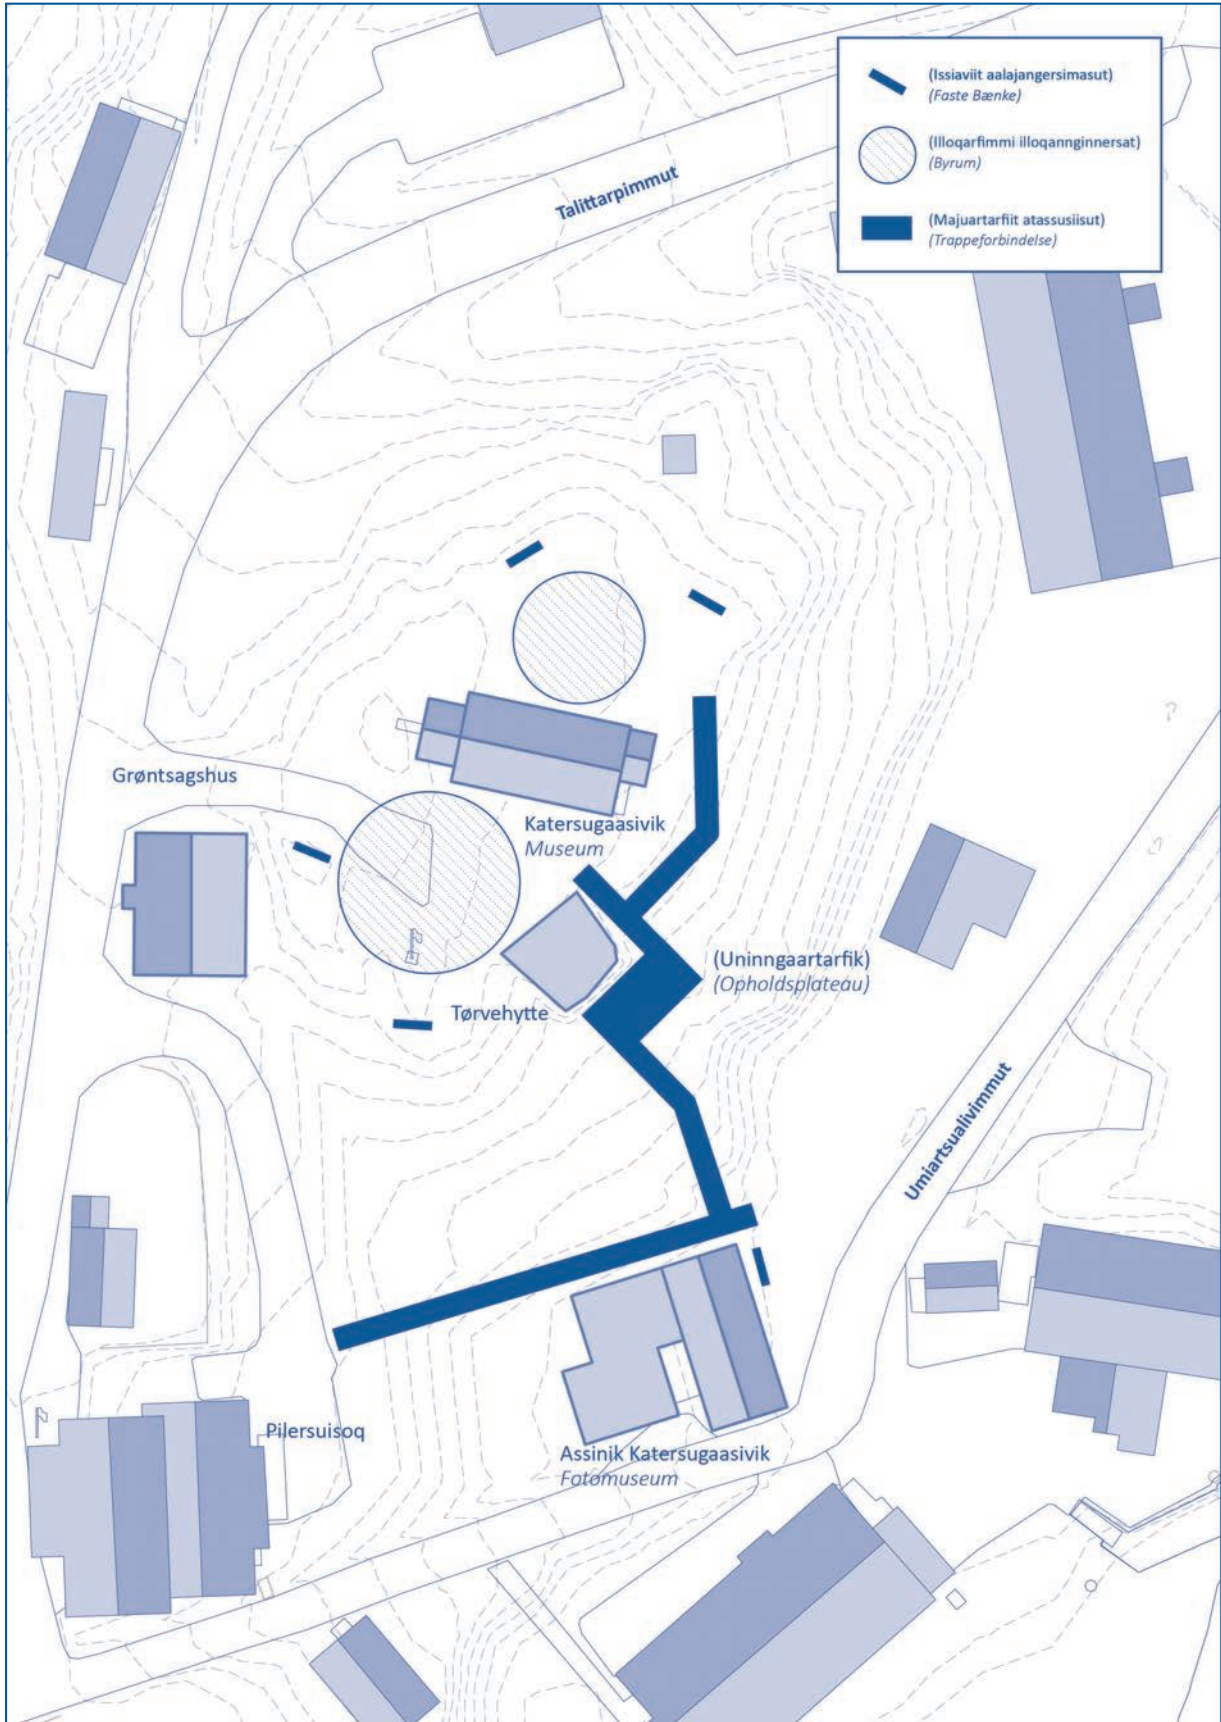 (Issiaviit aalajangersimasut)
(Faste Bænke)
(Illoqarfimmi illoqannginnersat)
(Byrum)
(Majuartarfiit atassusiisut)
(Trappeforbindelse)
Talittarpimmut
Grøntsagshus
Katersugaasivik
Museum
(Uninngaartarfik)
(Opholdsplateau)
Tørvehytte
Umiartsualivimmut
Pilersuisoq
Assinik Katersugaasivik
Fotomuseum